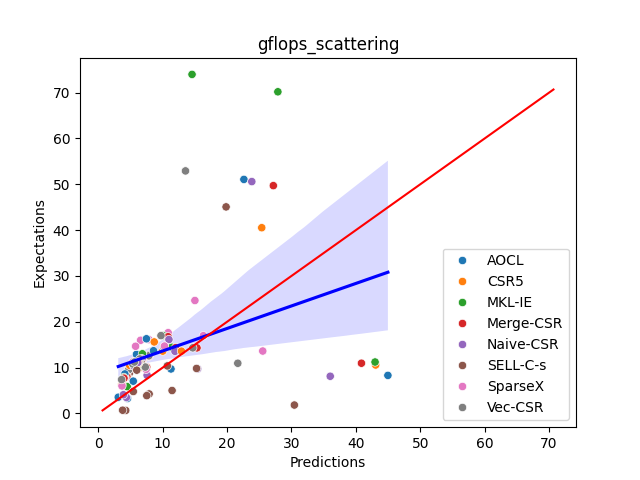 gflops_scattering
70
60
50
40
30
20
10
0
Expectations
0 10 20 30 40 50 60 70
Predictions
AOCL
CSR5
MKL-IE
Merge-CSR
Naive-CSR
SELL-C-s
SparseX
Vec-CSR